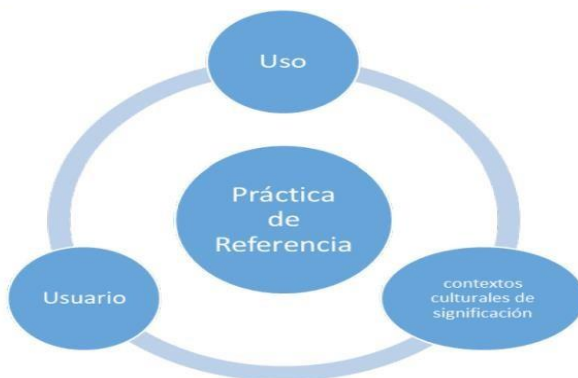 Uso
Práctica
de
Referencia
Usuario
contextos
culturales de
significación